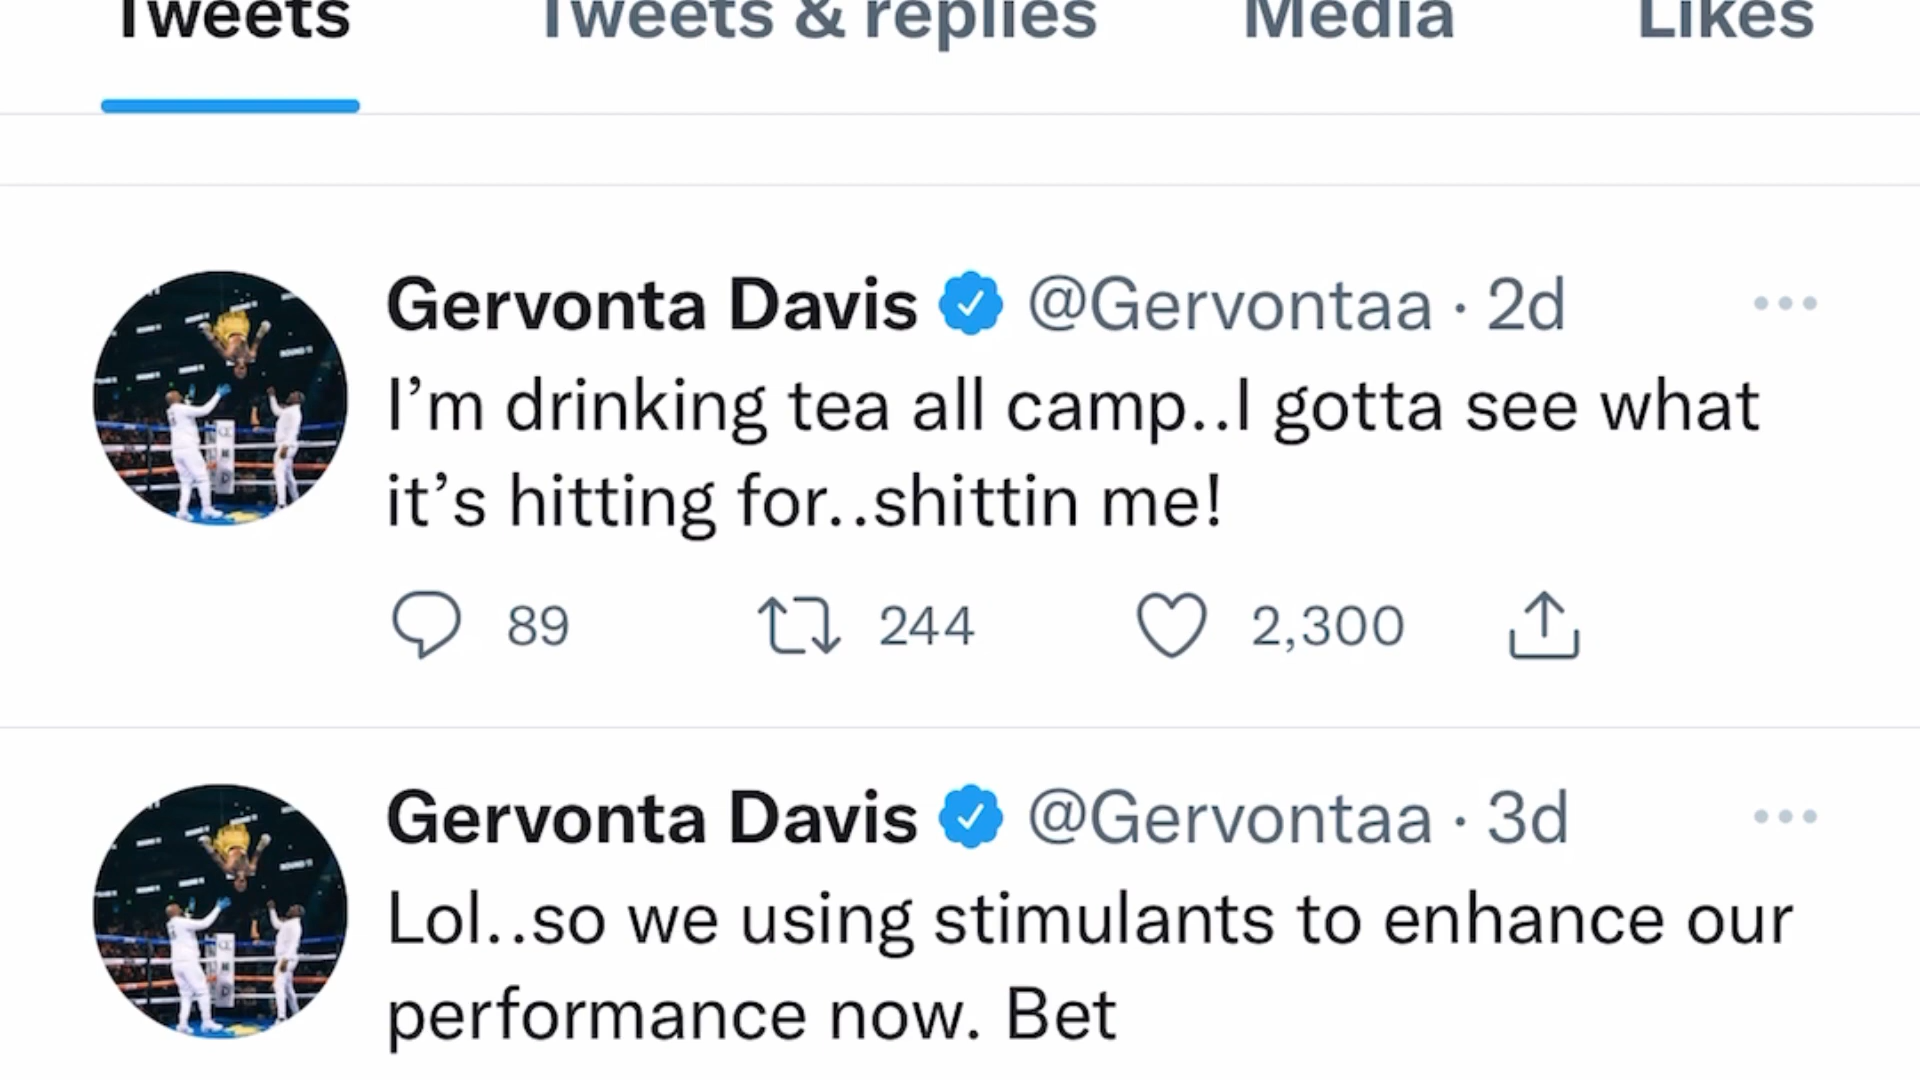 Tweets Tweets & replies Media Likes
Gervonta Davis @Gervontaa · 2d
I’m drinking tea all camp..I gotta see what
it’s hitting for..shittin me!
89 244 2,300
Gervonta Davis @Gervontaa · 3d
Lol..so we using stimulants to enhance our
performance now. Bet